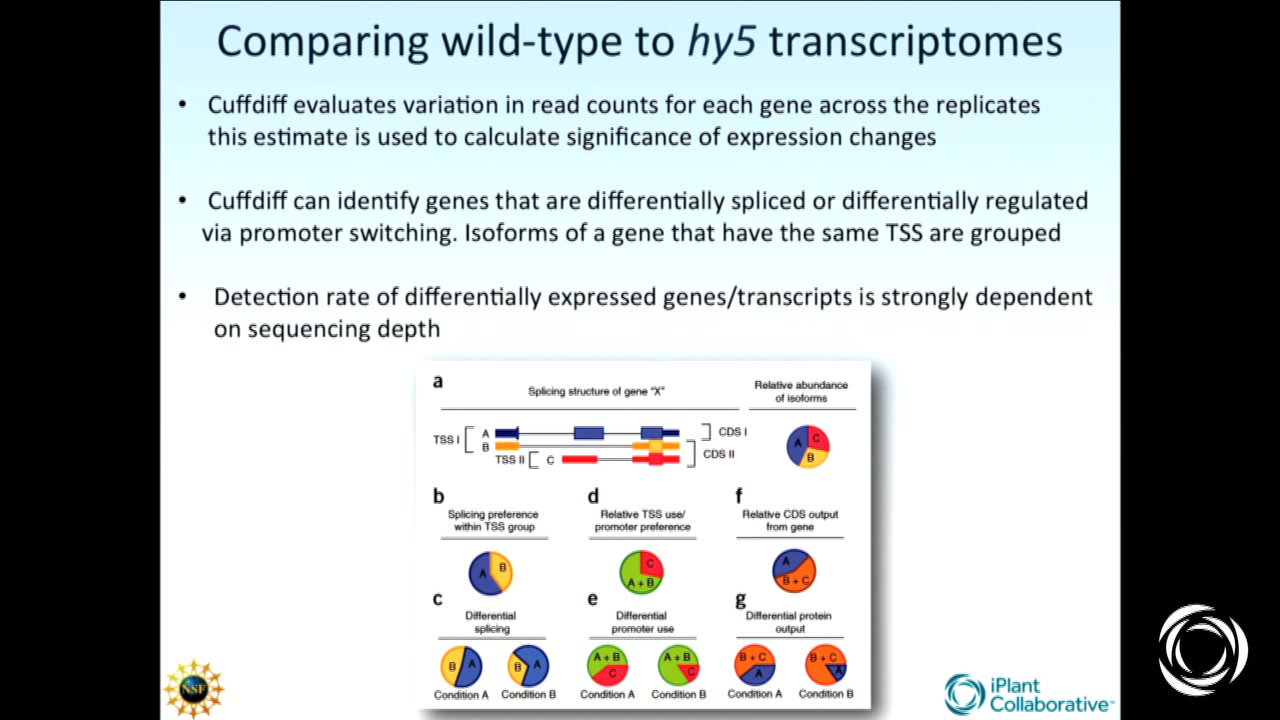 Comparing wild-type to hy5 transcriptomes
• Cuffdiff evaluates variation in read counts for each gene across the replicates
this estimate is used to calculate significance of expression changes
• Cuffdiff can identify genes that are differentially spliced or differentially regulated
via promoter switching. Isoforms of a gene that have the same TSS are grouped
• Detection rate of differentially expressed genes/transcripts is strongly dependent
on sequencing depth
a
Splicing structure of gene "X"
Relative abundance
of isoforms
TSS I
A
B
TSS II
C
CDS I
CDS II
A
C
B
b
Splicing preference
within TSS group
A
B
d
Relative TSS use/
promoter preference
C
A + B
f
Relative CDS output
from gene
A
B + C
c
Differential
splicing
B
A
Condition A
B
A
Condition B
e
Differential
promoter use
A + B
C
Condition A
A + B
C
Condition B
g
Differential protein
output
B + C
A
Condition A
B + C
A
Condition B
NSF
iPlant
Collaborative™